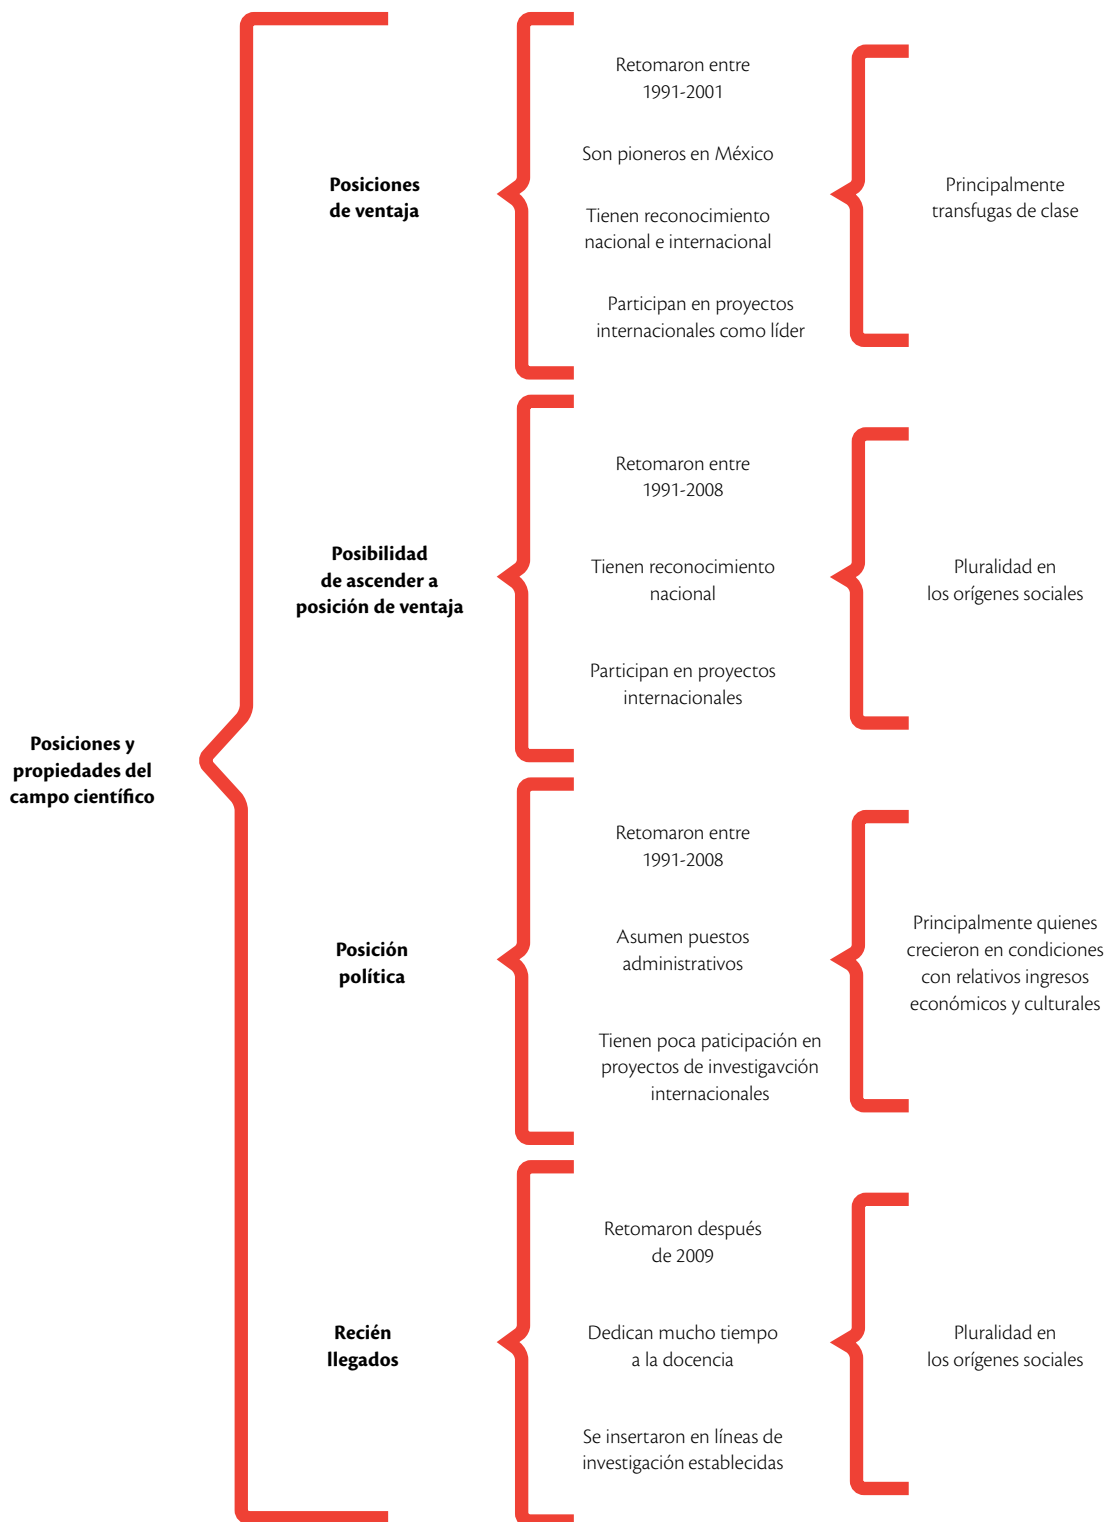 Posiciones y
propiedades del
campo científico
Posiciones
de ventaja
Retomaron entre
1991-2001
Son pioneros en México
Tienen reconocimiento
nacional e internacional
Participan en proyectos
internacionales como líder
Principalmente
transfugas de clase
Posibilidad
de ascender a
posición de ventaja
Retomaron entre
1991-2008
Tienen reconocimiento
nacional
Participan en proyectos
internacionales
Pluralidad en
los orígenes sociales
Posición
política
Retomaron entre
1991-2008
Asumen puestos
administrativos
Tienen poca paticipación en
proyectos de investigavción
internacionales
Principalmente quienes
crecieron en condiciones
con relativos ingresos
económicos y culturales
Recién
llegados
Retomaron después
de 2009
Dedican mucho tiempo
a la docencia
Se insertaron en líneas de
investigación establecidas
Pluralidad en
los orígenes sociales